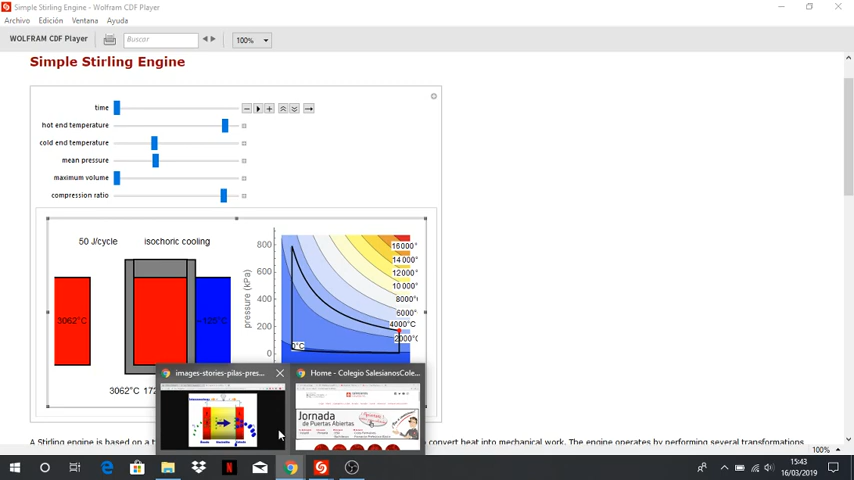 Simple Stirling Engine - Wolfram CDF Player
Archivo Edición Ventana Ayuda
WOLFRAM CDF Player Buscar 100%
Simple Stirling Engine
time
hot end temperature
cold end temperature
mean pressure
maximum volume
compression ratio
50 J/cycle isochoric cooling
pressure (kPa)
800
600
400
200
0
16000°
14000°
12000°
10000°
8000°
6000°
4000°C
2000°C
0°C
3062°C
−125°C
3062°C 172
images-stories-pilas-pres...
Home - Colegio SalesianosCole...
Jornada
de Puertas Abiertas
A Stirling engine is based on a t
convert heat into mechanical work. The engine operates by performing several transformations
100%
15:43
16/03/2019